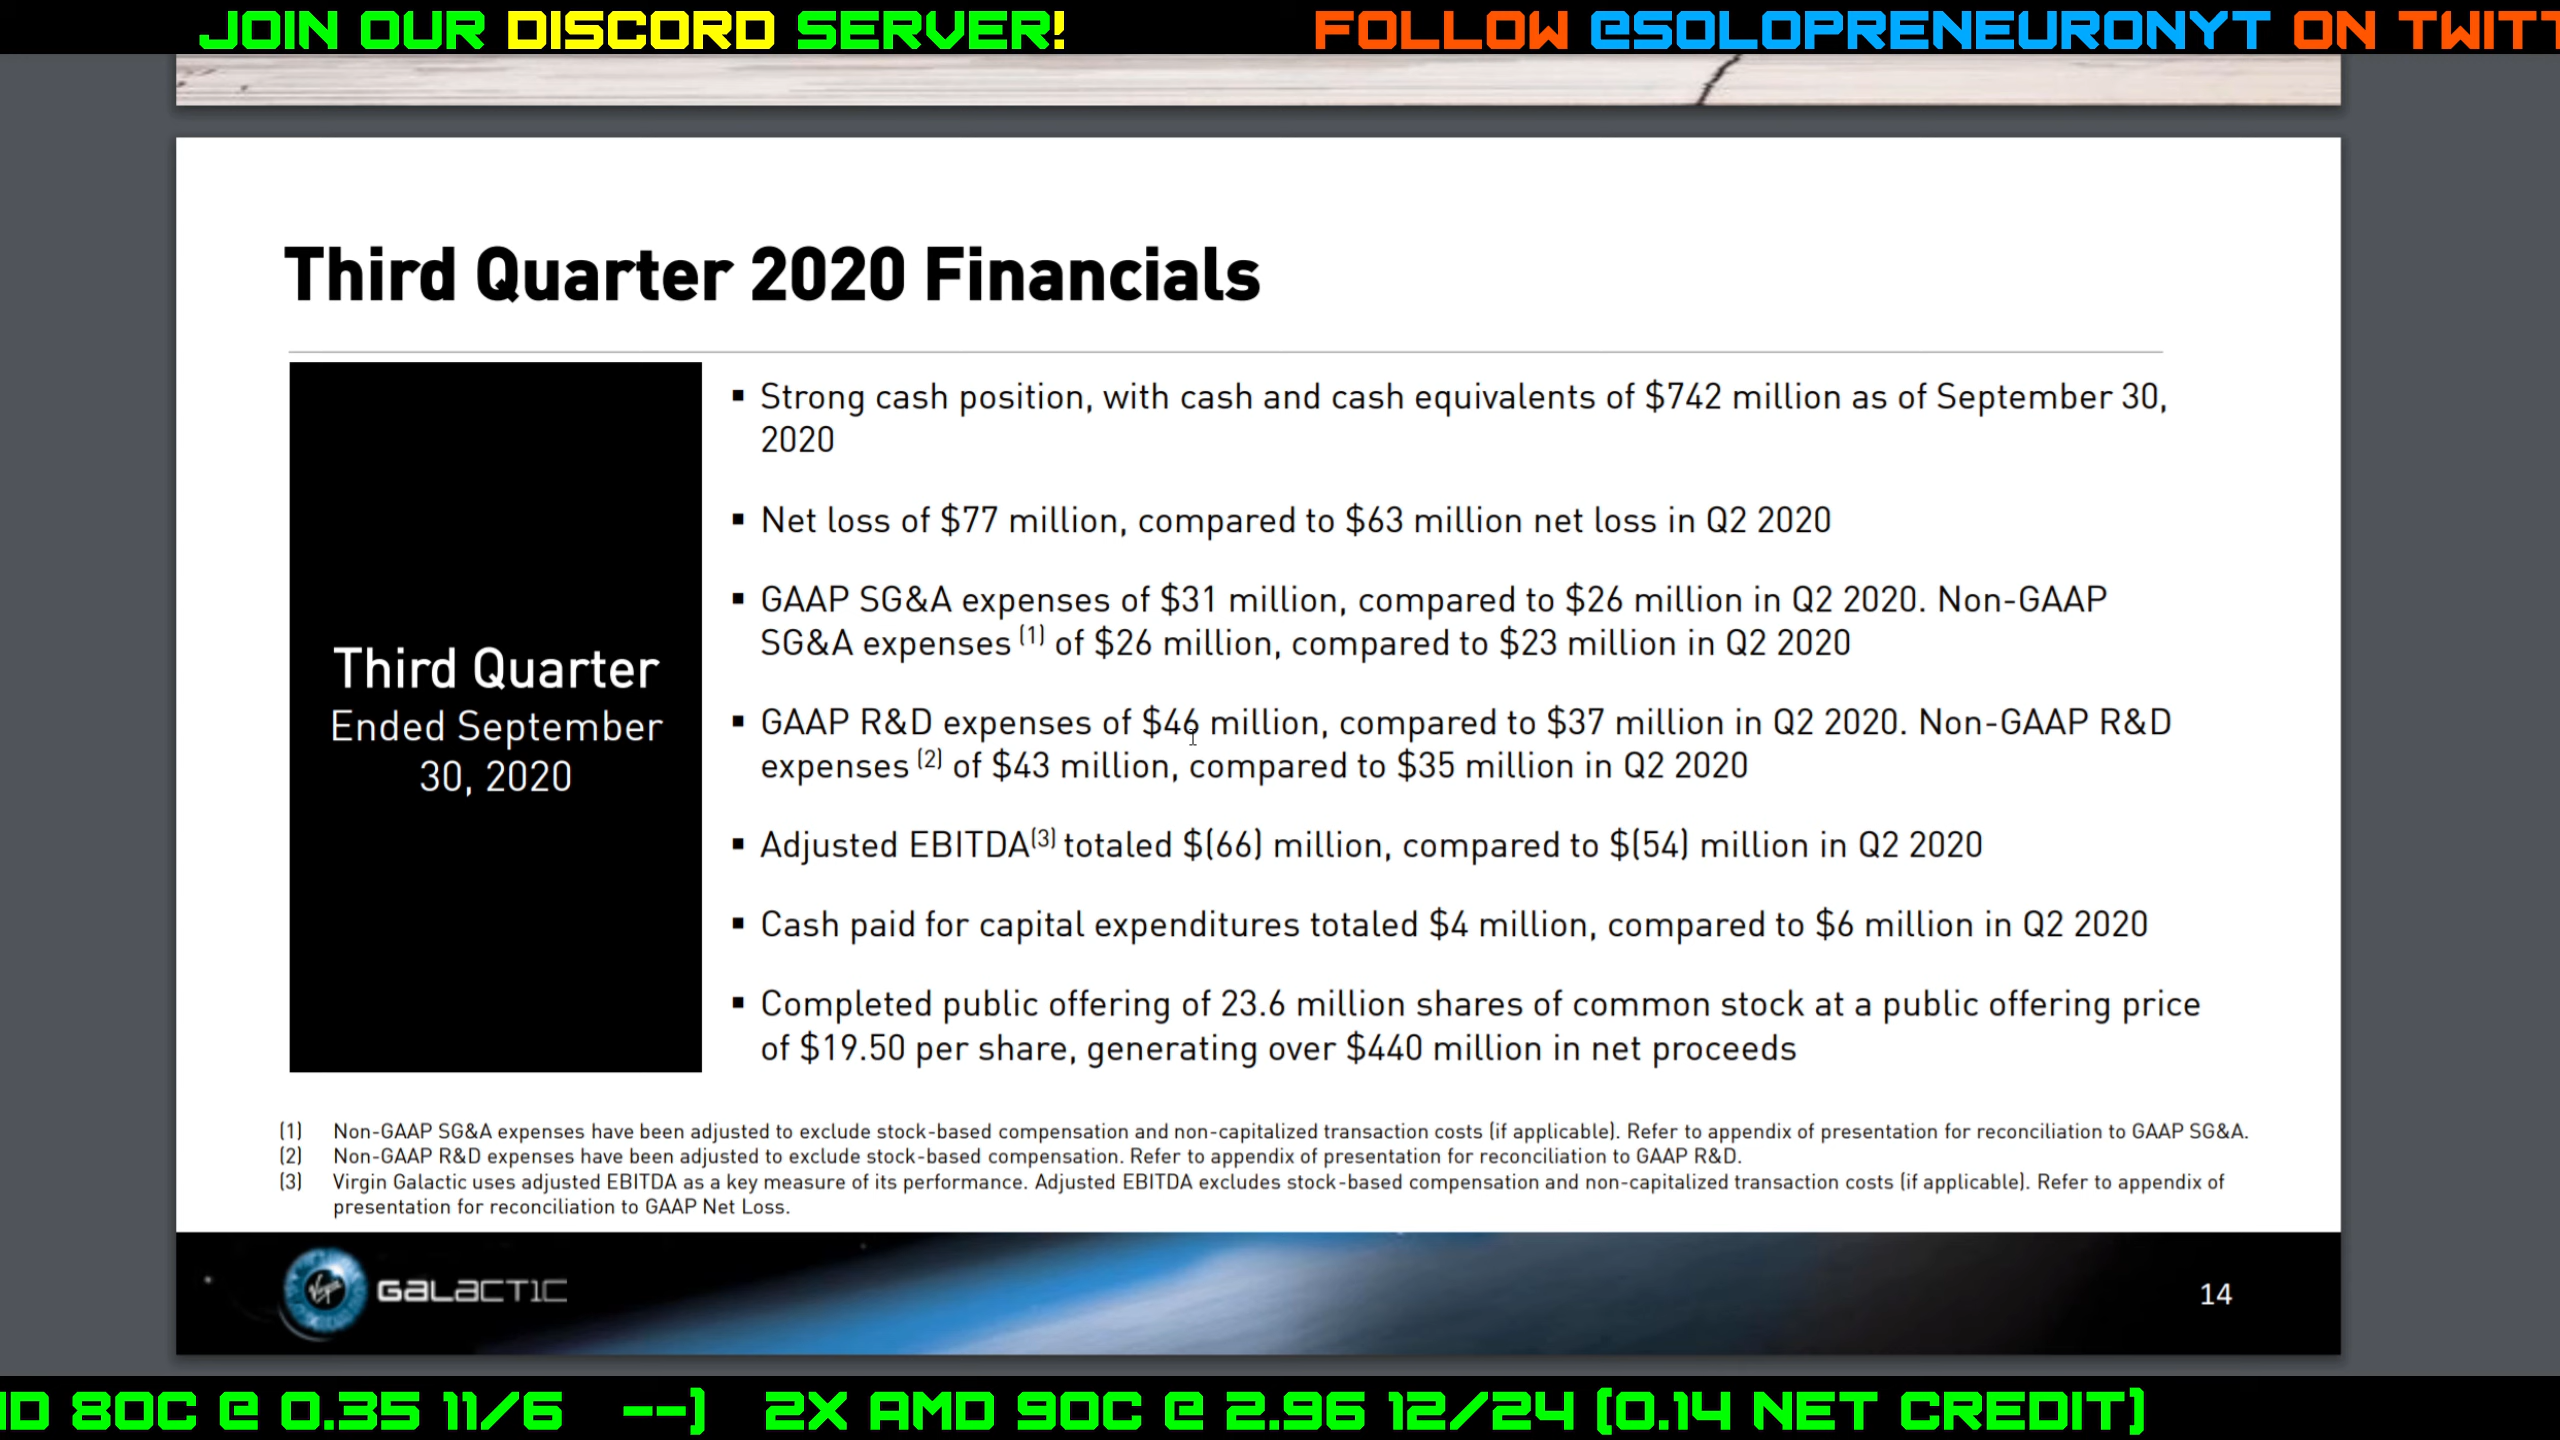 JOIN OUR DISCORD SERVER! FOLLOW @SOLOPRENEURONYT ON
Third Quarter 2020 Financials
Third Quarter
Ended September
30, 2020
▪ Strong cash position, with cash and cash equivalents of $742 million as of September 30,
2020
▪ Net loss of $77 million, compared to $63 million net loss in Q2 2020
▪ GAAP SG&A expenses of $31 million, compared to $26 million in Q2 2020. Non-GAAP
SG&A expenses (1) of $26 million, compared to $23 million in Q2 2020
▪ GAAP R&D expenses of $46 million, compared to $37 million in Q2 2020. Non-GAAP R&D
expenses (2) of $43 million, compared to $35 million in Q2 2020
▪ Adjusted EBITDA(3) totaled $(66) million, compared to $(54) million in Q2 2020
▪ Cash paid for capital expenditures totaled $4 million, compared to $6 million in Q2 2020
▪ Completed public offering of 23.6 million shares of common stock at a public offering price
of $19.50 per share, generating over $440 million in net proceeds
(1) Non-GAAP SG&A expenses have been adjusted to exclude stock-based compensation and non-capitalized transaction costs (if applicable). Refer to appendix of presentation for reconciliation to GAAP SG&A.
(2) Non-GAAP R&D expenses have been adjusted to exclude stock-based compensation. Refer to appendix of presentation for reconciliation to GAAP R&D.
(3) Virgin Galactic uses adjusted EBITDA as a key measure of its performance. Adjusted EBITDA excludes stock-based compensation and non-capitalized transaction costs (if applicable). Refer to appendix of
presentation for reconciliation to GAAP Net Loss.
Virgin GALACTIC
14
80C @ 0.35 11/6 --) 2X AMD 90C @ 2.96 12/24 (0.14 NET CREDIT)